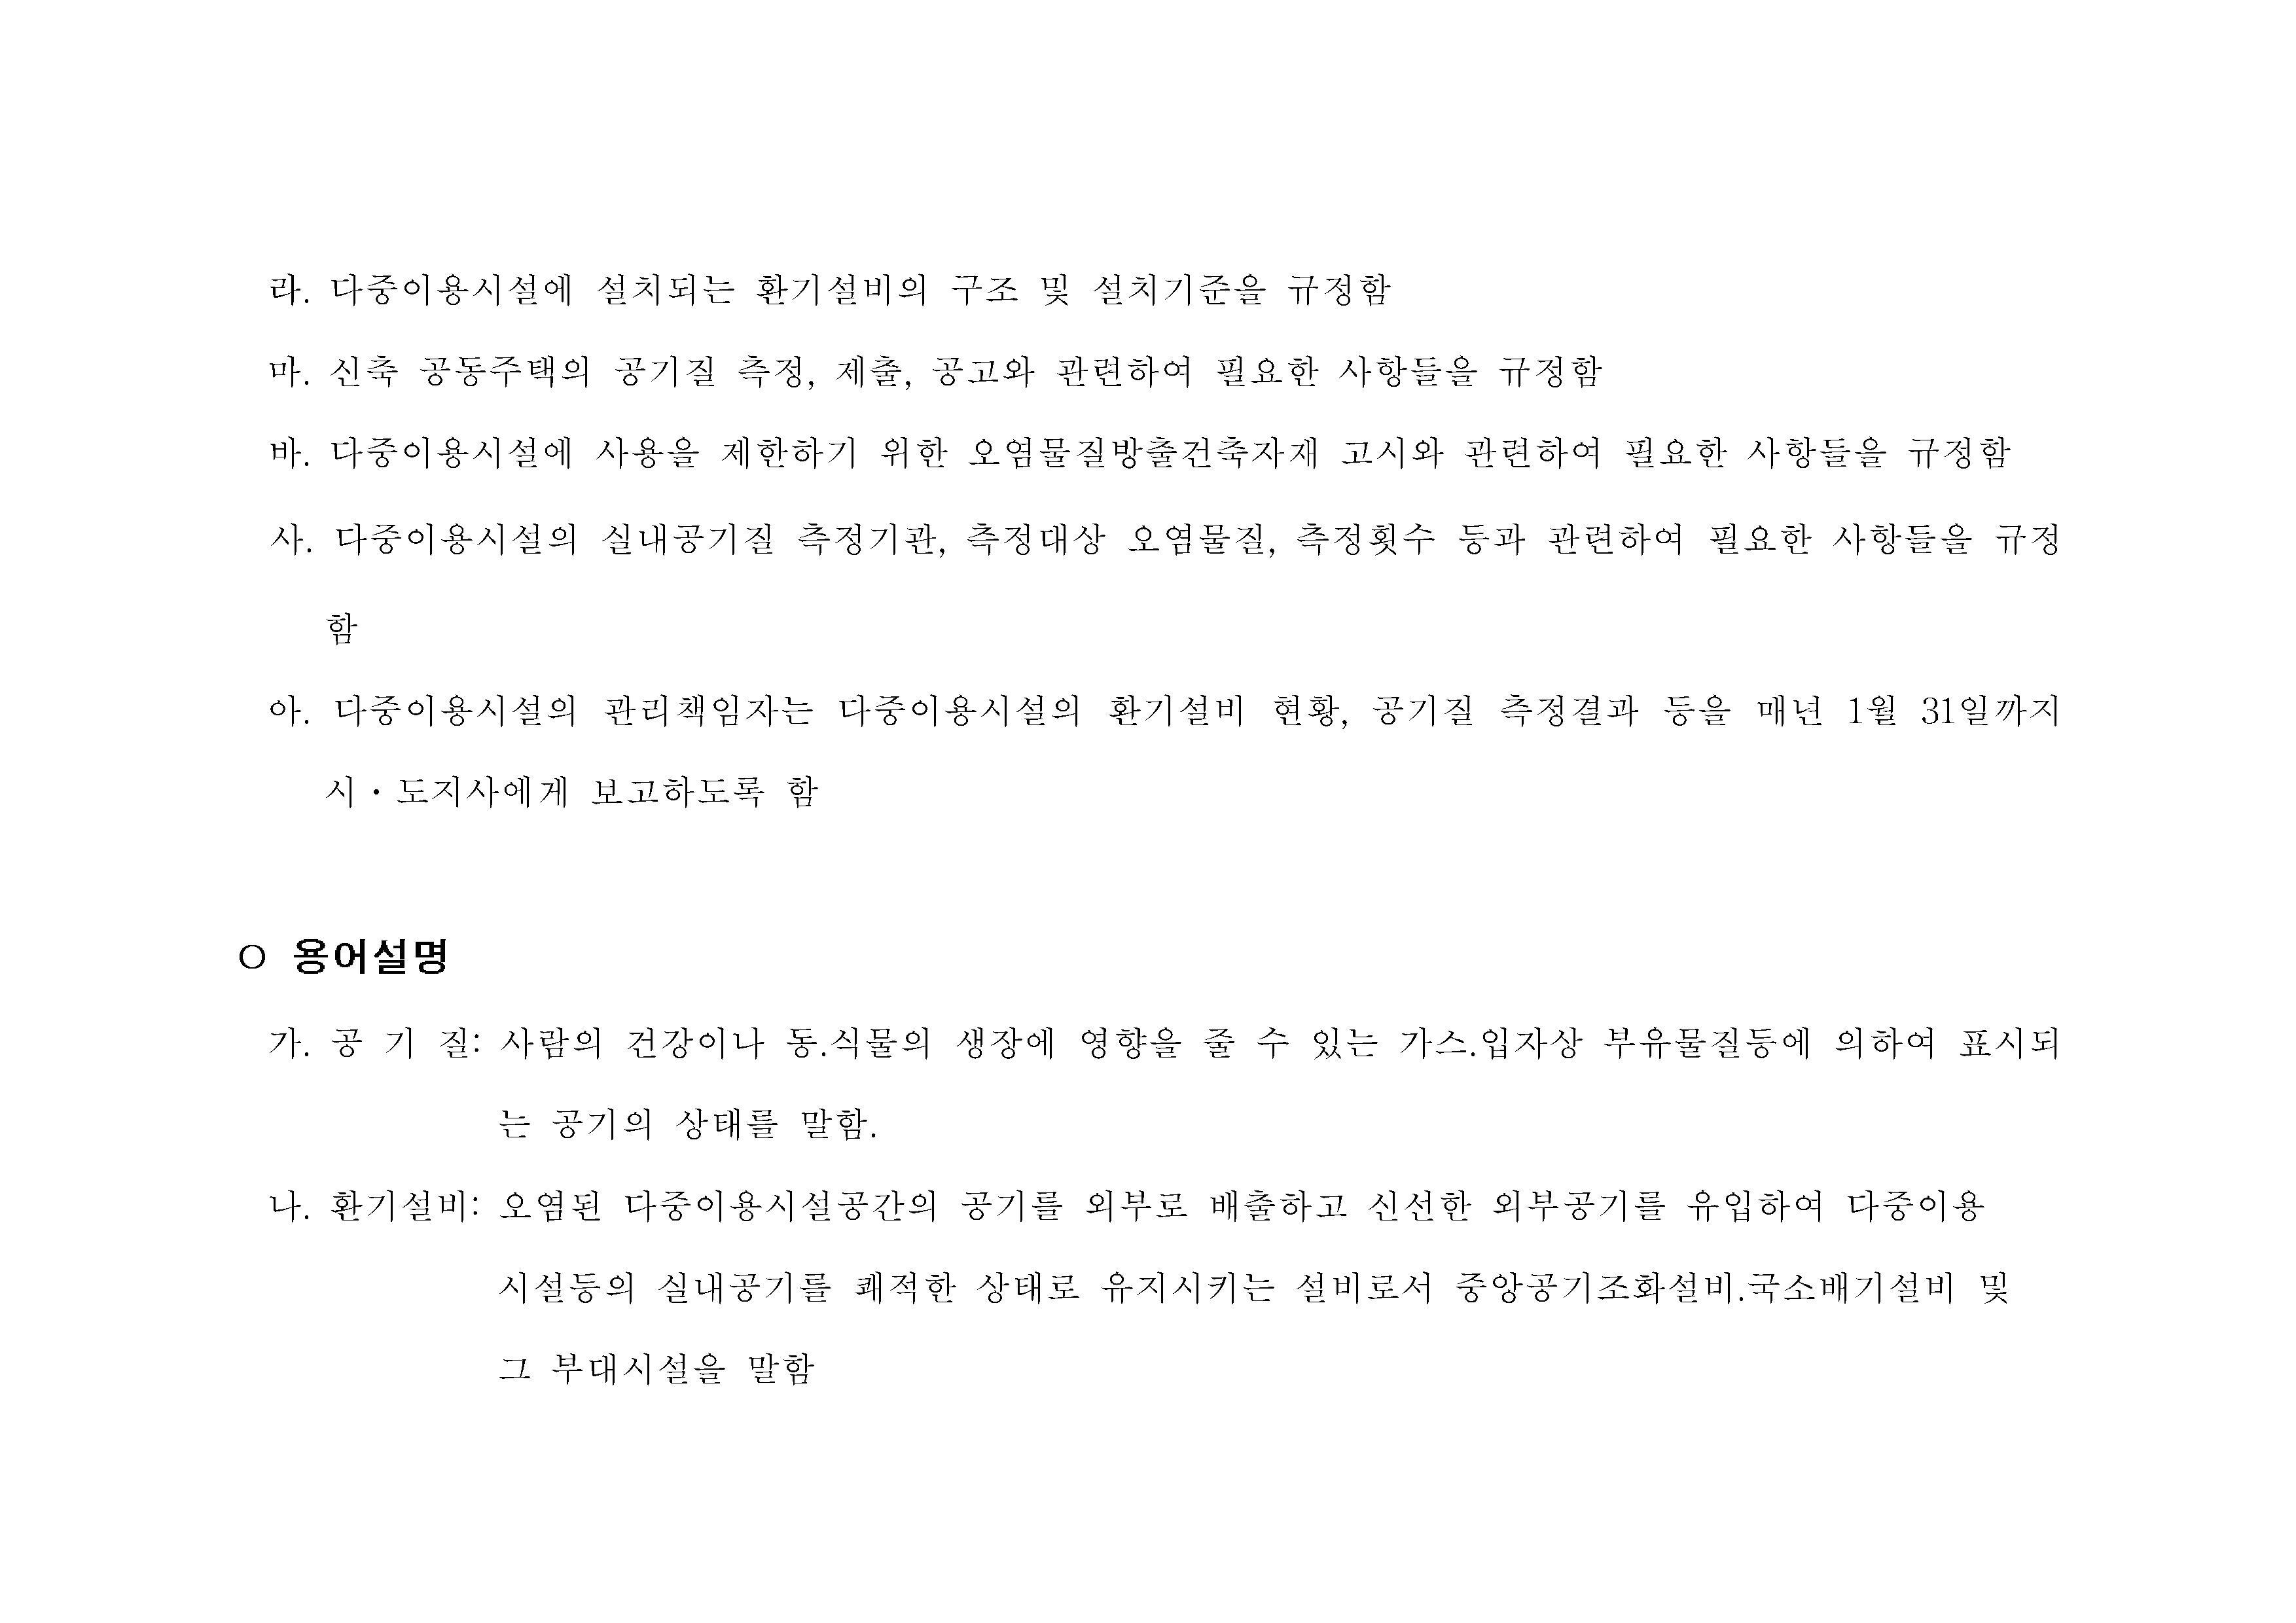 라. 다중이용시설에 설치되는 환기설비의 구조 및 설치기준을 규정함
마. 신축 공동주택의 공기질 측정, 제출, 공고와 관련하여 필요한 사항들을 규정함
바. 다중이용시설에 사용을 제한하기 위한 오염물질방출건축자재 고시와 관련하여 필요한 사항들을 규정함
사. 다중이용시설의 실내공기질 측정기관, 측정대상 오염물질, 측정횟수 등과 관련하여 필요한 사항들을 규정
함
아. 다중이용시설의 관리책임자는 다중이용시설의 환기설비 현황, 공기질 측정결과 등을 매년 1월 31일까지
시・도지사에게 보고하도록 함
ㅇ 용어설명
가. 공 기 질: 사람의 건강이나 동.식물의 생장에 영향을 줄 수 있는 가스.입자상 부유물질등에 의하여 표시되
는 공기의 상태를 말함.
나. 환기설비: 오염된 다중이용시설공간의 공기를 외부로 배출하고 신선한 외부공기를 유입하여 다중이용
시설등의 실내공기를 쾌적한 상태로 유지시키는 설비로서 중앙공기조화설비.국소배기설비 및
그 부대시설을 말함